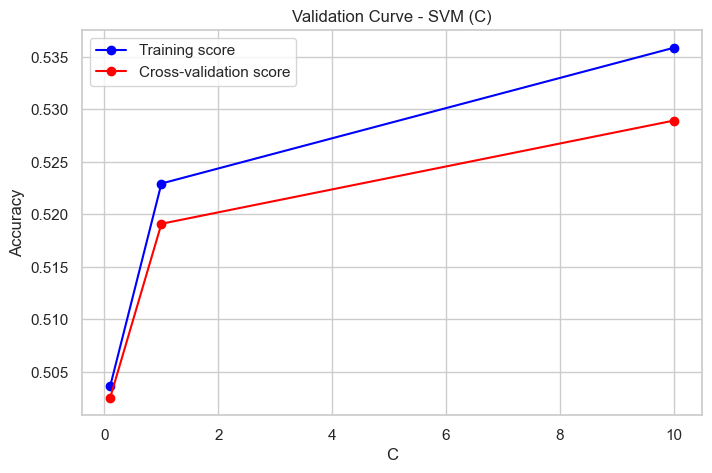 Validation Curve - SVM (C)
Training score
Cross-validation score
Accuracy
0.535
0.530
0.525
0.520
0.515
0.510
0.505
0 2 4 6 8 10
C